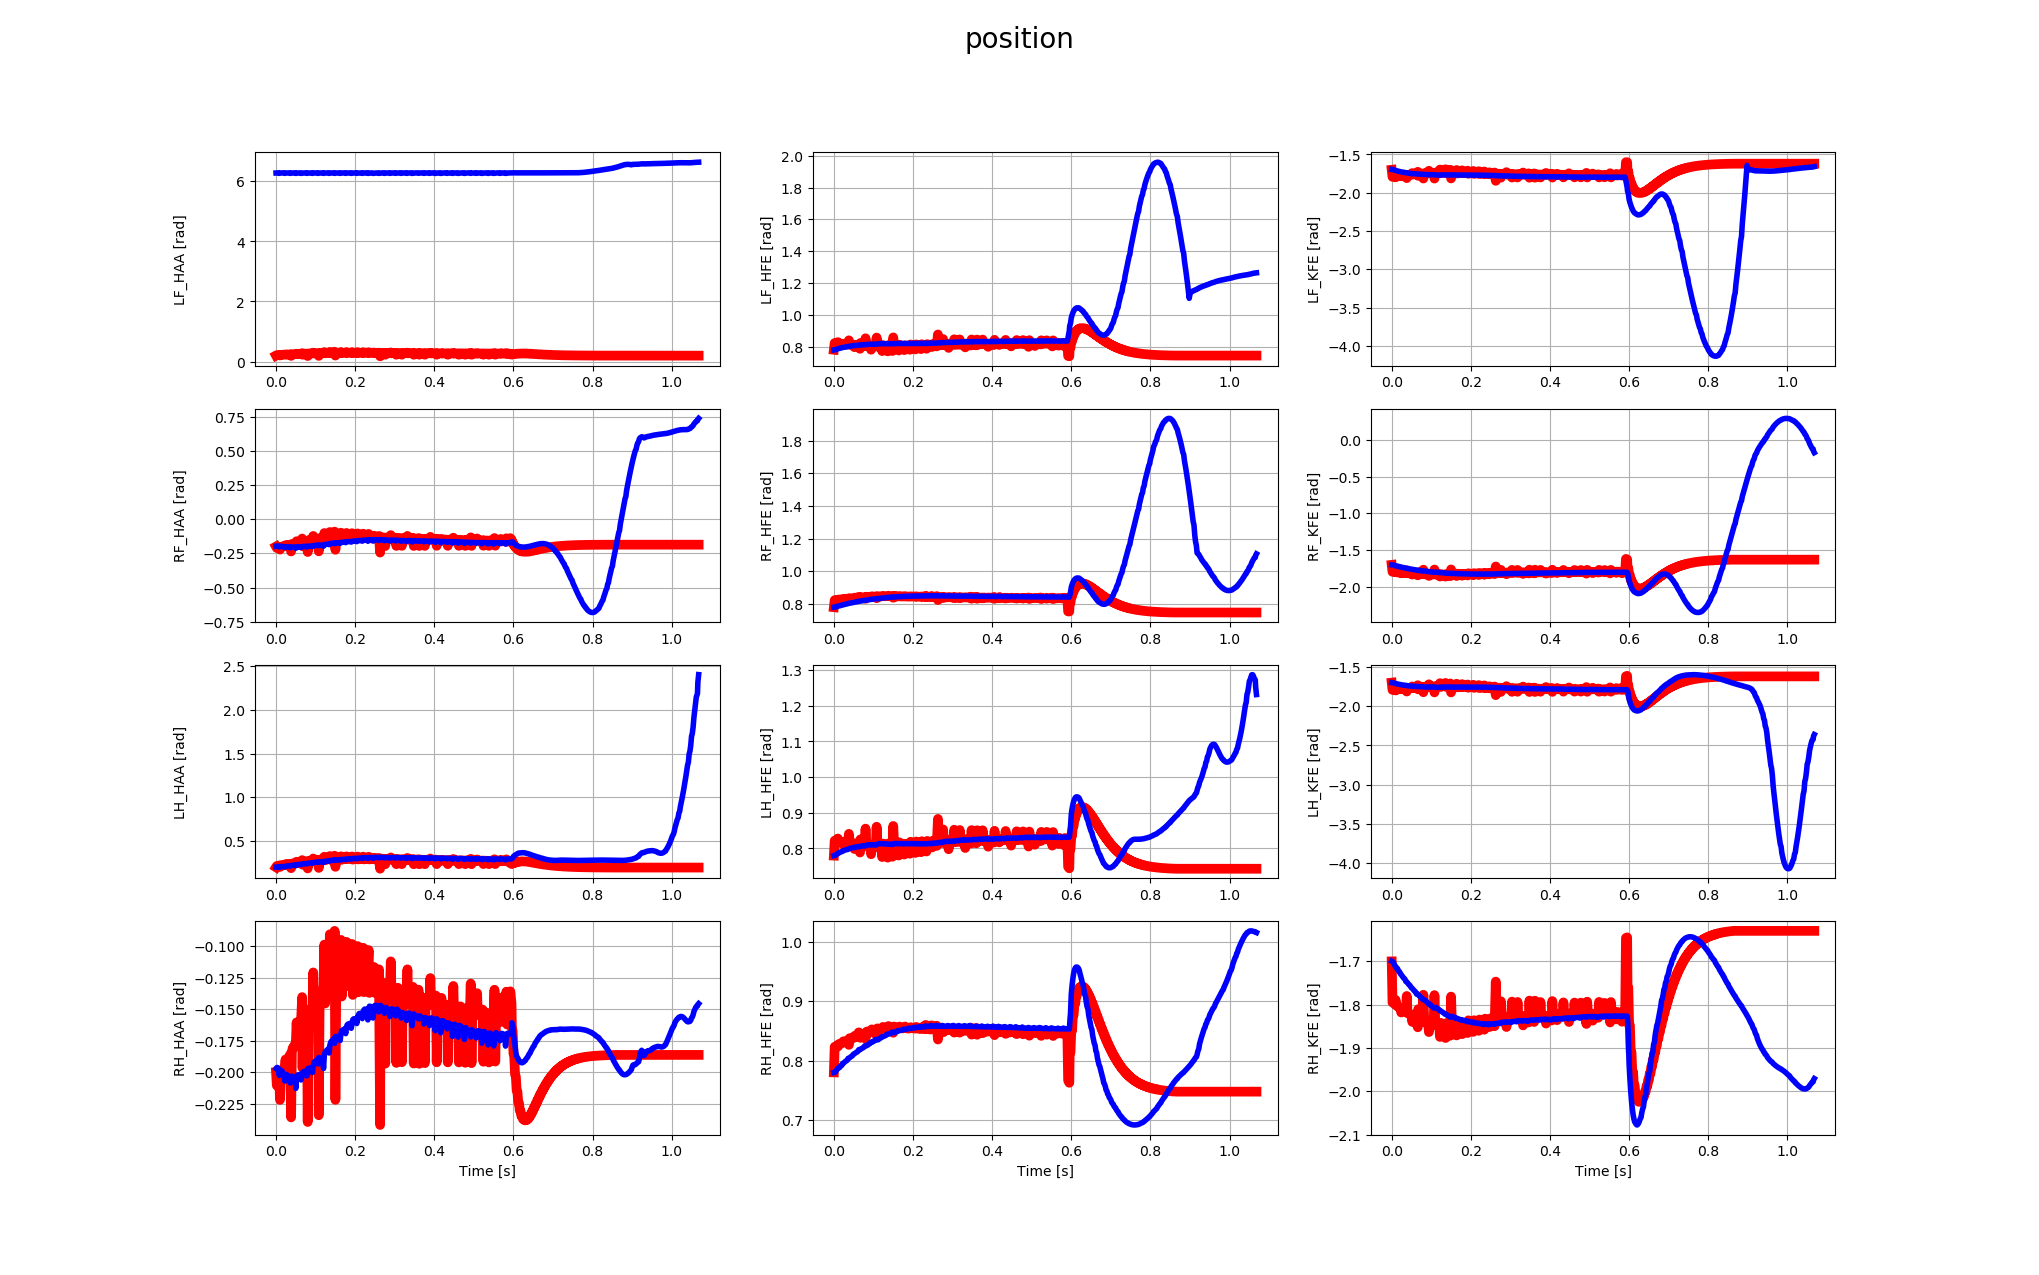 position
LF_HAA [rad]
6
4
2
0
0.0 0.2 0.4 0.6 0.8 1.0
LF_HFE [rad]
2.0
1.8
1.6
1.4
1.2
1.0
0.8
0.0 0.2 0.4 0.6 0.8 1.0
LF_KFE [rad]
−1.5
−2.0
−2.5
−3.0
−3.5
−4.0
0.0 0.2 0.4 0.6 0.8 1.0
RF_HAA [rad]
0.75
0.50
0.25
0.00
−0.25
−0.50
−0.75
0.0 0.2 0.4 0.6 0.8 1.0
RF_HFE [rad]
1.8
1.6
1.4
1.2
1.0
0.8
0.0 0.2 0.4 0.6 0.8 1.0
RF_KFE [rad]
0.0
−0.5
−1.0
−1.5
−2.0
0.0 0.2 0.4 0.6 0.8 1.0
LH_HAA [rad]
2.5
2.0
1.5
1.0
0.5
0.0 0.2 0.4 0.6 0.8 1.0
LH_HFE [rad]
1.3
1.2
1.1
1.0
0.9
0.8
0.0 0.2 0.4 0.6 0.8 1.0
LH_KFE [rad]
−1.5
−2.0
−2.5
−3.0
−3.5
−4.0
0.0 0.2 0.4 0.6 0.8 1.0
RH_HAA [rad]
−0.100
−0.125
−0.150
−0.175
−0.200
−0.225
0.0 0.2 0.4 0.6 0.8 1.0
Time [s]
RH_HFE [rad]
1.0
0.9
0.8
0.7
0.0 0.2 0.4 0.6 0.8 1.0
Time [s]
RH_KFE [rad]
−1.7
−1.8
−1.9
−2.0
−2.1
0.0 0.2 0.4 0.6 0.8 1.0
Time [s]